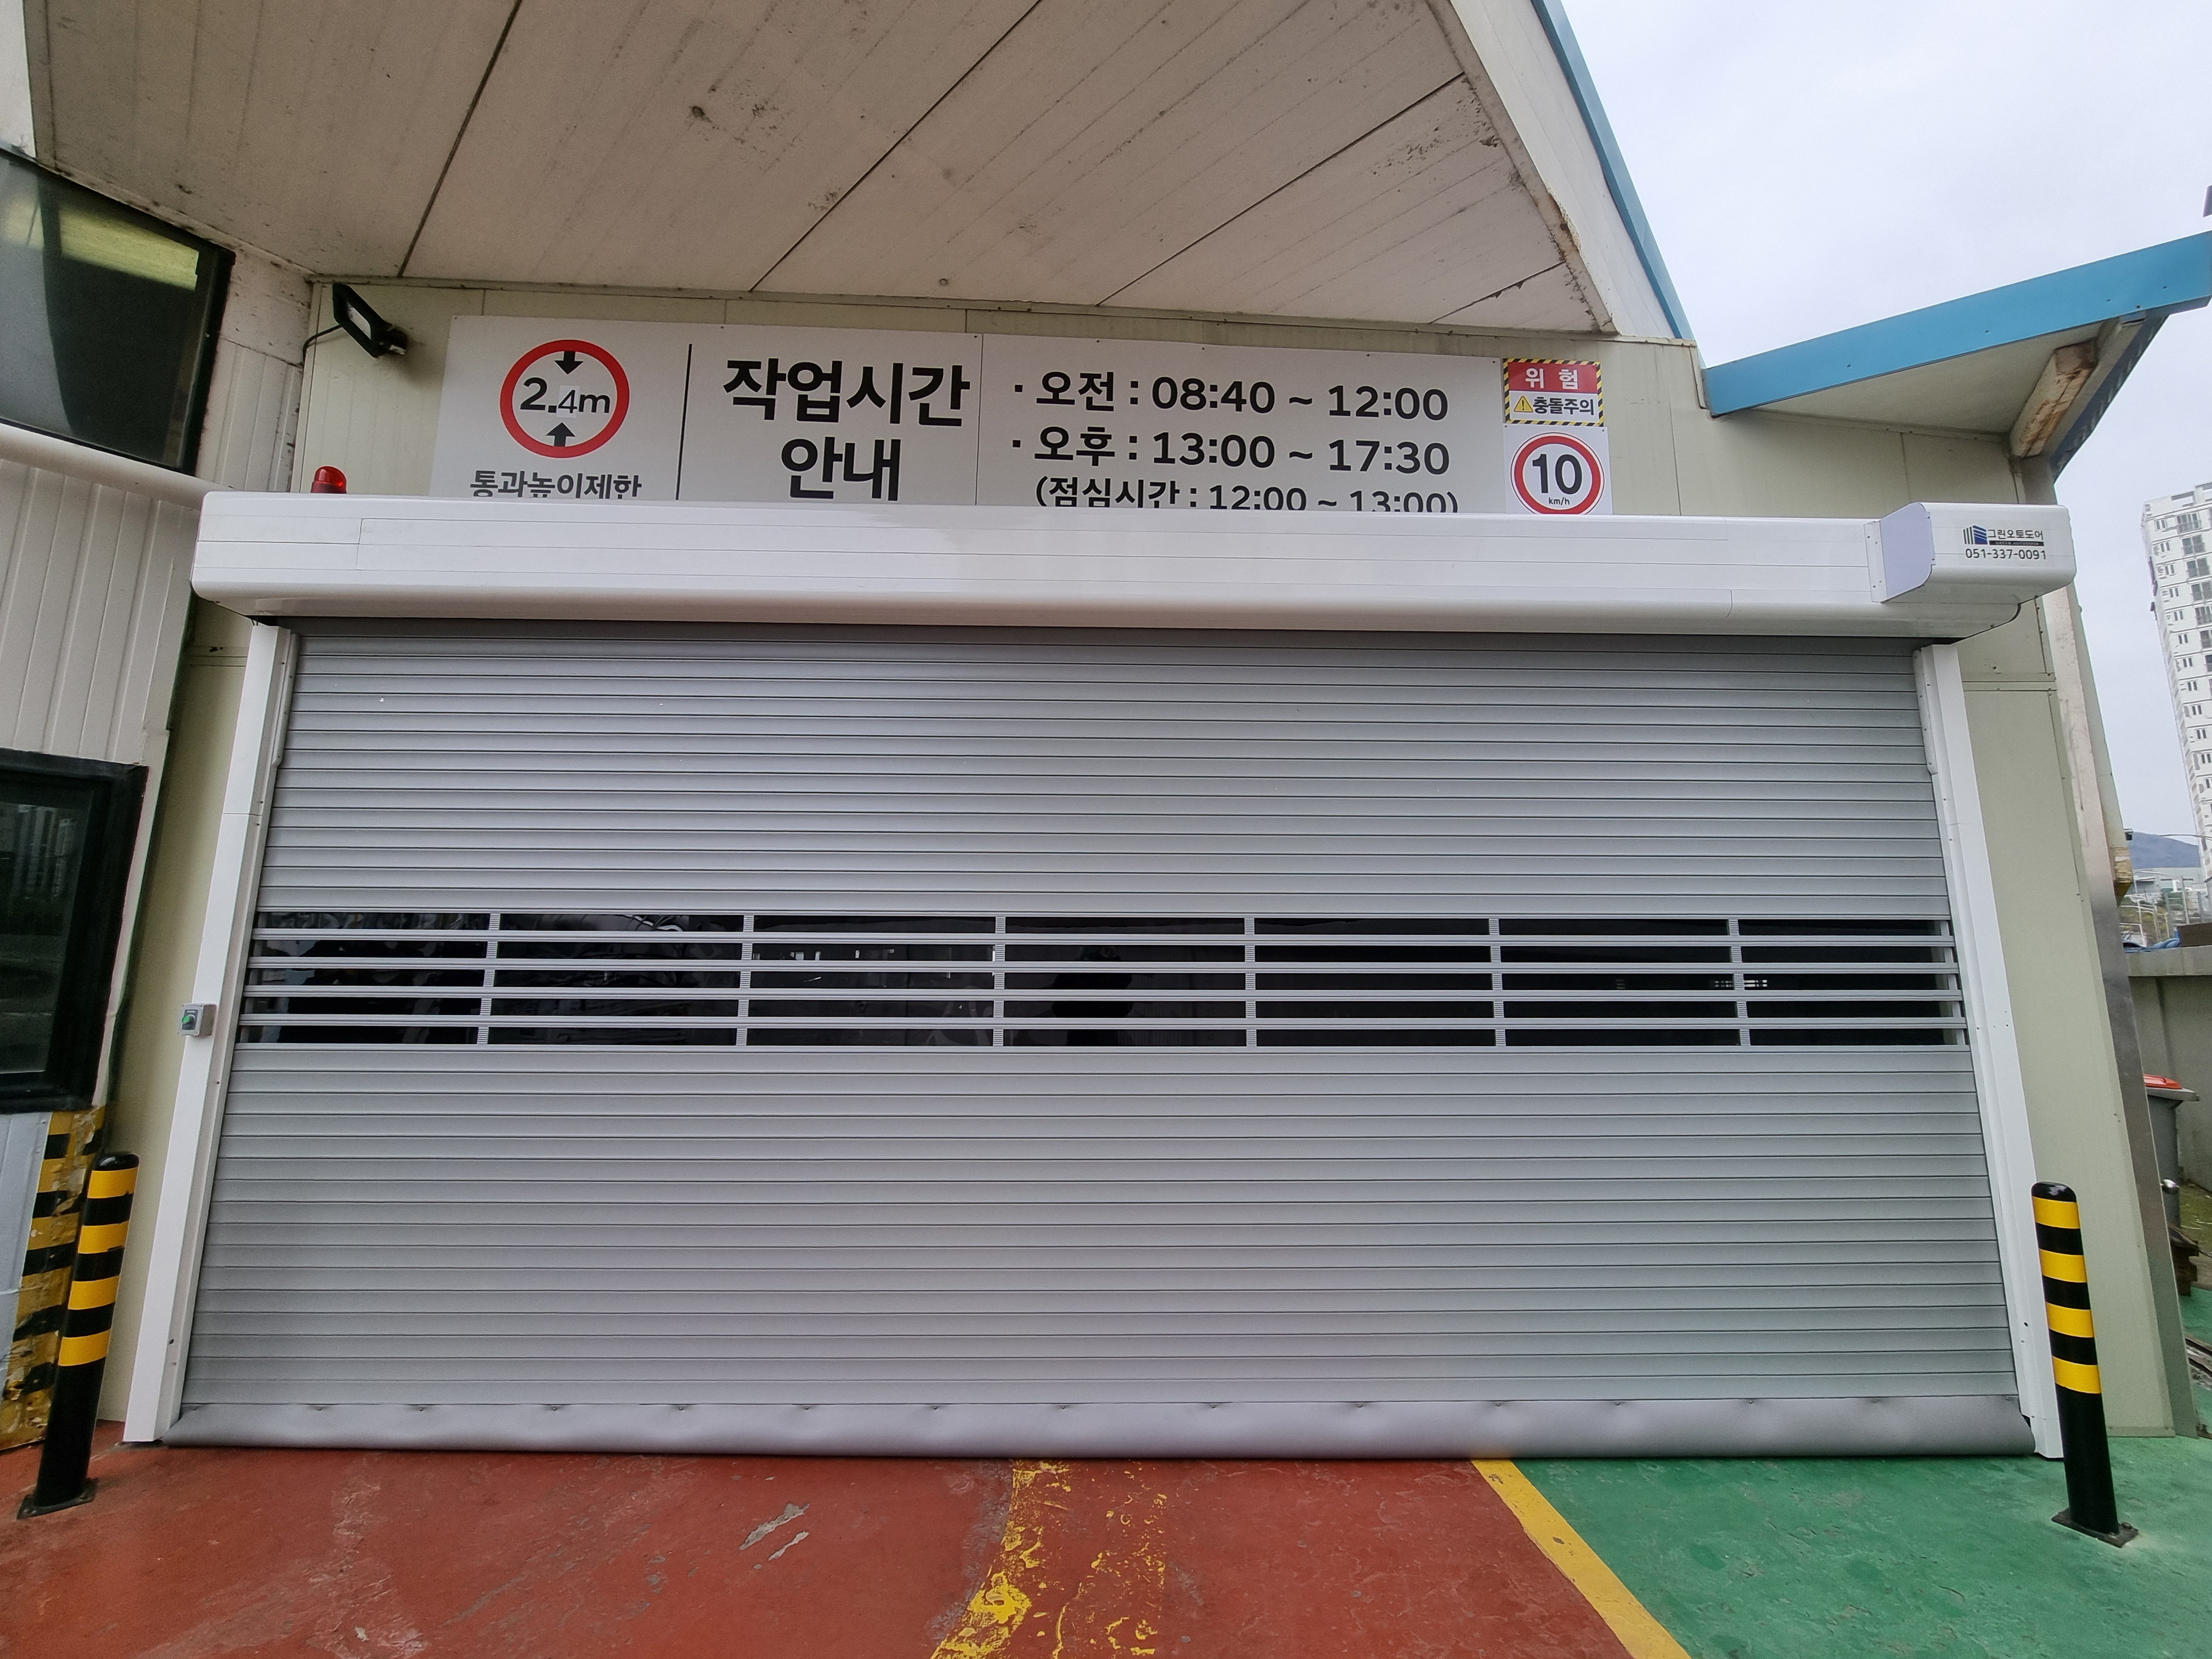 2.4m
통과높이제한
작업시간
안내
· 오전 : 08:40 ~ 12:00
· 오후 : 13:00 ~ 17:30
(점심시간 : 12:00 ~ 13:00)
위 험
충돌주의
10
km/h
그린오토도어
051-337-0091